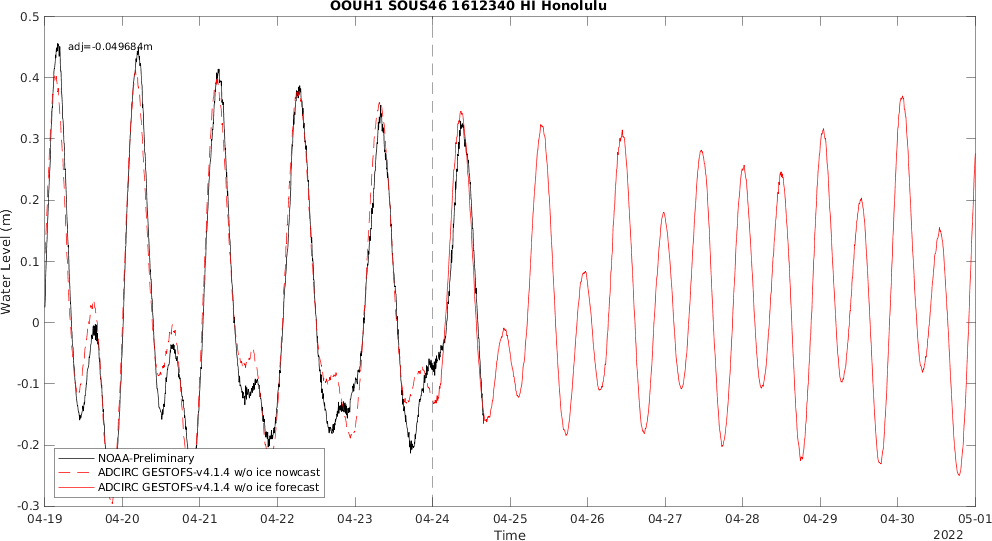 OOUH1 SOUS46 1612340 HI Honolulu
adj=-0.049684m
0.5
0.4
0.3
0.2
0.1
0
-0.1
-0.2
-0.3
Water Level (m)
NOAA-Preliminary
ADCIRC GESTOFS-v4.1.4 w/o ice nowcast
ADCIRC GESTOFS-v4.1.4 w/o ice forecast
04-19 04-20 04-21 04-22 04-23 04-24 04-25 04-26 04-27 04-28 04-29 04-30 05-01
Time
2022